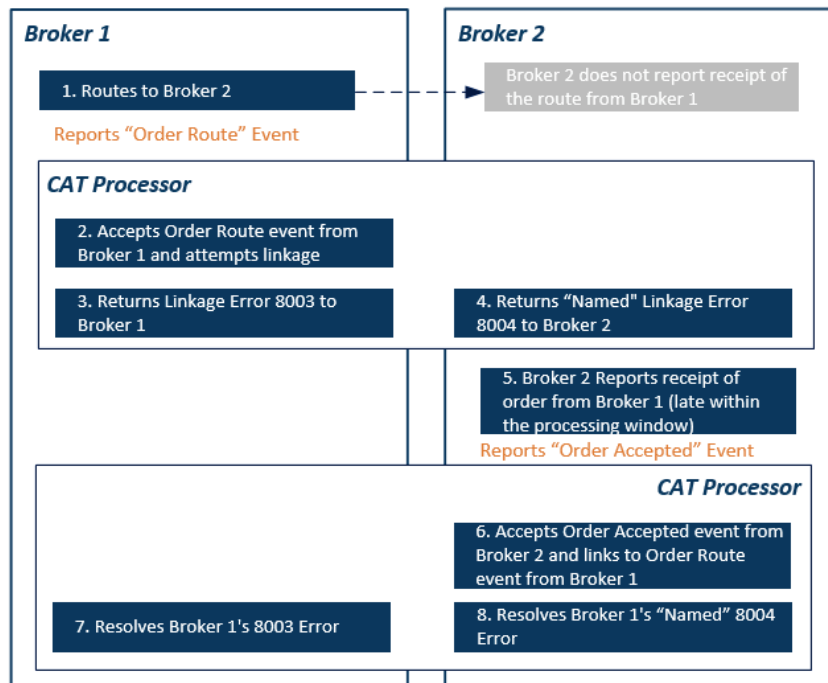 Broker 1
Broker 2
1. Routes to Broker 2
Broker 2 does not report receipt of
the route from Broker 1
Reports “Order Route” Event
CAT Processor
2. Accepts Order Route event from
Broker 1 and attempts linkage
3. Returns Linkage Error 8003 to
Broker 1
4. Returns “Named" Linkage Error
8004 to Broker 2
5. Broker 2 Reports receipt of
order from Broker 1 (late within
the processing window)
Reports “Order Accepted” Event
CAT Processor
6. Accepts Order Accepted event from
Broker 2 and links to Order Route
event from Broker 1
7. Resolves Broker 1's 8003 Error
8. Resolves Broker 1's “Named” 8004
Error